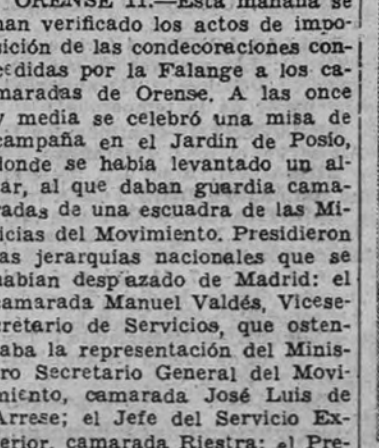 ORENSE 11.—Esta mañana se
han verificado los actos de impo-
sición de las condecoraciones con-
cedidas por la Falange a los ca-
maradas de Orense. A las once
y media se celebró una misa de
campaña en el Jardín de Posío,
donde se había levantado un al-
tar, al que daban guardia cama-
radas de una escuadra de las Mi-
licias del Movimiento. Presidieron
las jerarquías nacionales que se
habían desp'azado de Madrid: el
camarada Manuel Valdés, Vicese-
cretario de Servicios, que osten-
taba la representación del Minis-
tro Secretario General del Movi-
miento, camarada José Luis de
Arrese; el Jefe del Servicio Ex-
terior, camarada Riestra; el Pre-